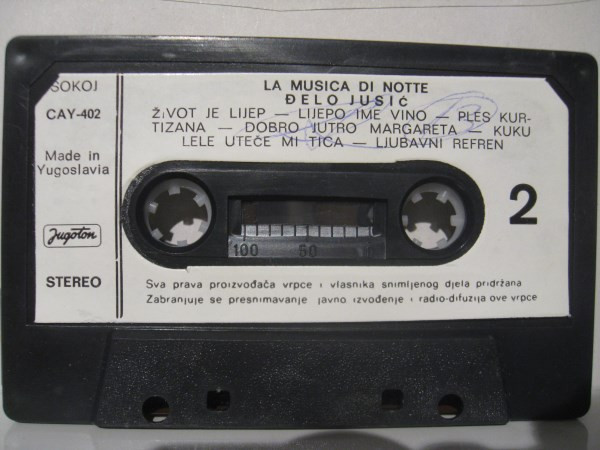 SOKOJ
CAY-402
Made in
Yugoslavia
Jugoton
STEREO
LA MUSICA DI NOTTE
ĐELO JUSIĆ
ŽIVOT JE LIJEP — LIJEPO IME VINO — PLES KUR-
TIZANA — DOBRO JUTRO MARGARETA — KUKU
LELE UTEČE MI TICA — LJUBAVNI REFREN
2
100 50
Sva prava proizvođača vrpce i vlasnika snimljenog djela pridržana
Zabranjuje se presnimavanje javno izvođenje i radio-difuzija ove vrpce